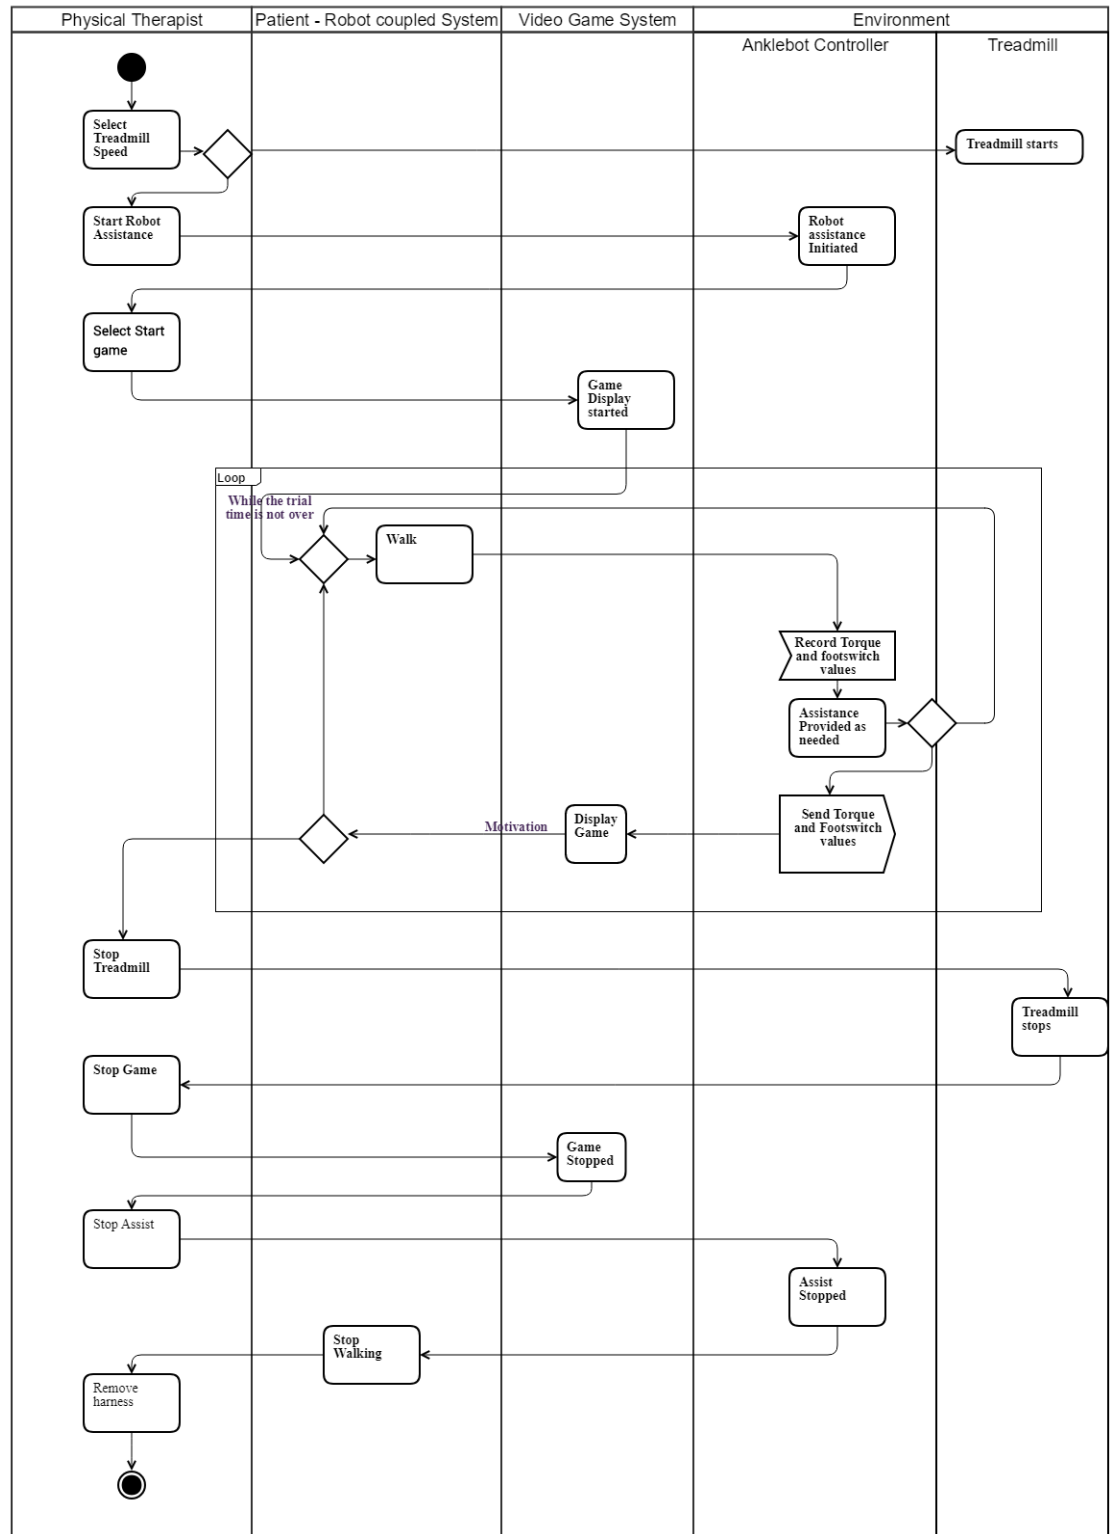 Physical Therapist
Patient - Robot coupled System
Video Game System
Environment
Anklebot Controller
Treadmill
Select
Treadmill
Speed
Treadmill starts
Start Robot
Assistance
Robot
assistance
Initiated
Select Start
game
Game
Display
started
Loop
While the trial
time is not over
Walk
Record Torque
and footswitch
values
Assistance
Provided as
needed
Send Torque
and Footswitch
values
Display
Game
Motivation
Stop
Treadmill
Treadmill
stops
Stop Game
Game
Stopped
Stop Assist
Assist
Stopped
Stop
Walking
Remove
harness